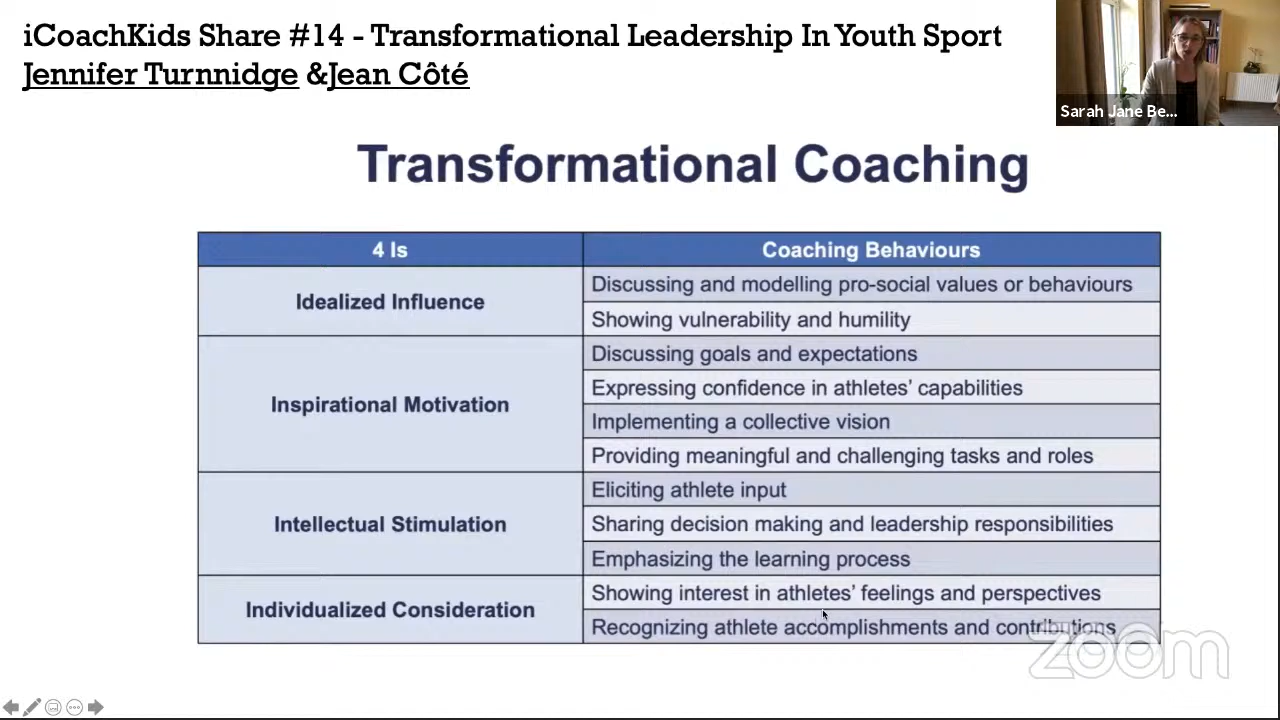 iCoachKids Share #14 - Transformational Leadership In Youth Sport
Jennifer Turnnidge &Jean Côté
Sarah Jane Be...
Transformational Coaching
4 Is
Coaching Behaviours
Idealized Influence
Discussing and modelling pro-social values or behaviours
Showing vulnerability and humility
Inspirational Motivation
Discussing goals and expectations
Expressing confidence in athletes' capabilities
Implementing a collective vision
Providing meaningful and challenging tasks and roles
Intellectual Stimulation
Eliciting athlete input
Sharing decision making and leadership responsibilities
Emphasizing the learning process
Individualized Consideration
Showing interest in athletes' feelings and perspectives
Recognizing athlete accomplishments and contributions
zoom